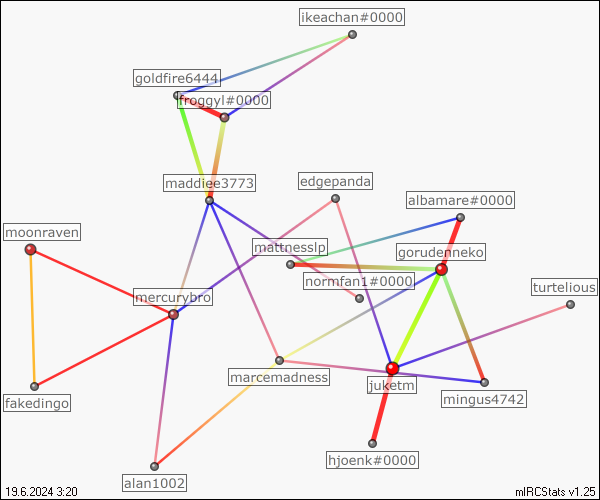 ikeachan#0000
goldfire6444
froggyl#0000
maddiee3773
edgepanda
albamare#0000
moonraven
mattnesslp
gorudenneko
normfan1#0000
turtelious
mercurybro
marcemadness
juketm
mingus4742
fakedingo
hjoenk#0000
alan1002
19.6.2024 3:20
mIRCStats v1.25